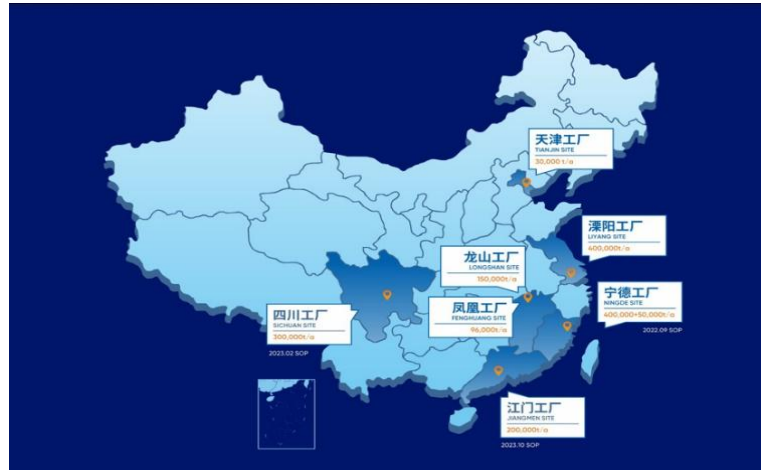 天津工厂
TIANJIN SITE
30,000 t/a
溧阳工厂
LIYANG SITE
400,000t/a
龙山工厂
LONGSHAN SITE
150,000t/a
宁德工厂
NINGDE SITE
400,000+50,000t/a
2022.09 SOP
凤凰工厂
FENGHUANG SITE
96,000t/a
四川工厂
SICHUAN SITE
300,000t/a
2023.02 SOP
江门工厂
JIANGMEN SITE
200,000t/a
2023.10 SOP